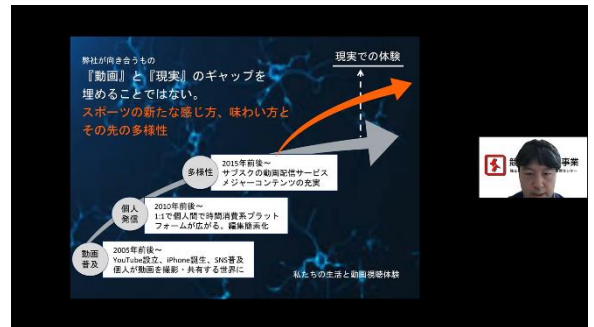 弊社が向き合うもの
『動画』と『現実』のギャップを
埋めることではない。
スポーツの新たな感じ方、味わい方と
その先の多様性
現実での体験
多様性
2015年前後~
サブスクの動画配信サービス
メジャーコンテンツの充実
個人
発信
2010年前後~
1:1で個人間で時間消費系プラット
フォームが広がる。編集簡素化
動画
普及
2005年前後~
YouTube設立、iPhone誕生、SNS普及
個人が動画を撮影・共有する世界に
私たちの生活と動画視聴体験
競
事業